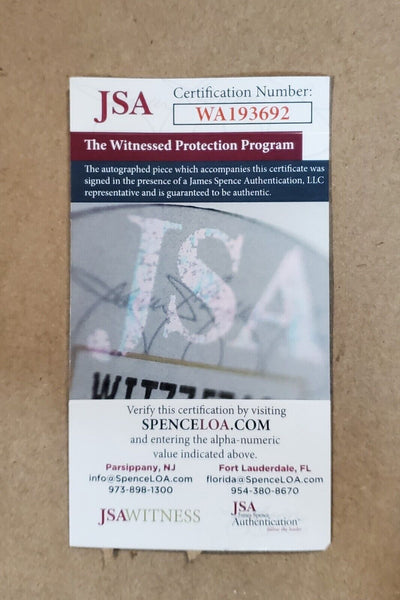 JSA
Certification Number:
WA193692
The Witnessed Protection Program
The autographed piece which accompanies this certificate was
signed in the presence of a James Spence Authentication, LLC
representative and is guaranteed to be authentic.
JSA
Verify this certification by visiting
SPENCELOA.COM
and entering the alpha-numeric
value indicated above.
Parsippany, NJ
info@SpenceLOA.com
973-898-1300
Fort Lauderdale, FL
florida@SpenceLOA.com
954-380-8670
JSAWITNESS
JSA
James Spence
Authentication